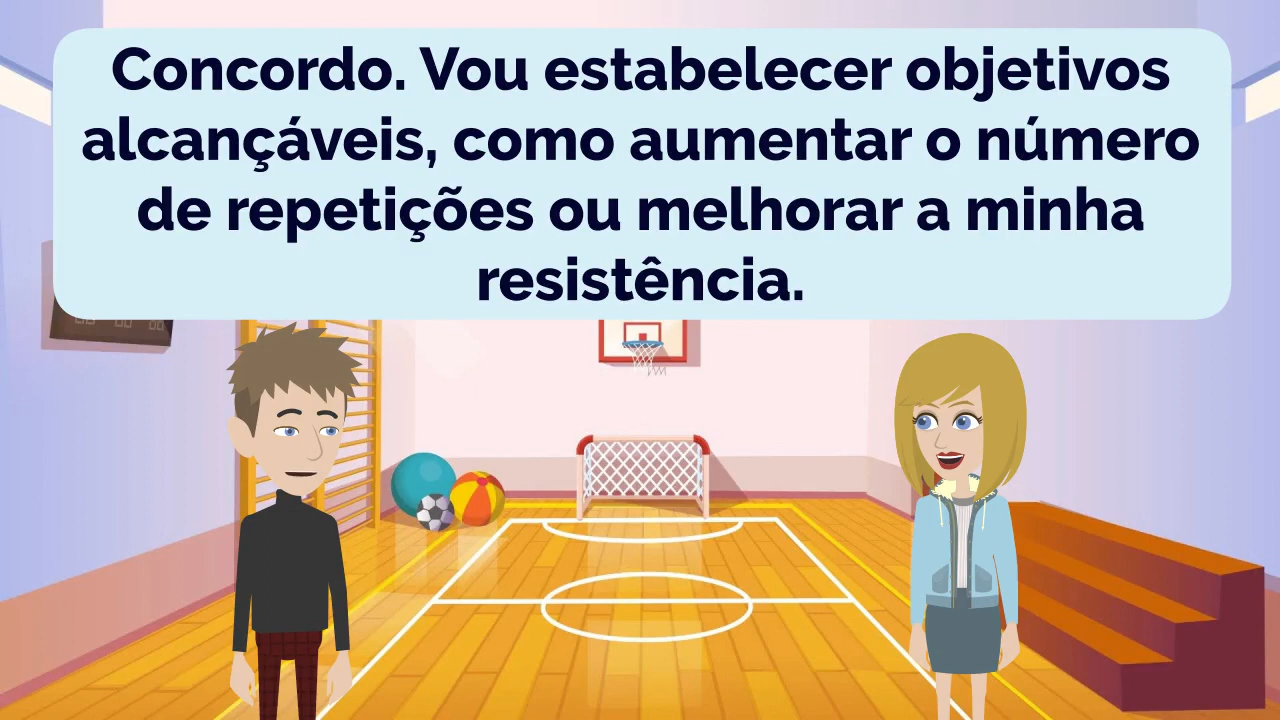 Concordo. Vou estabelecer objetivos
alcançáveis, como aumentar o número
de repetições ou melhorar a minha
resistência.